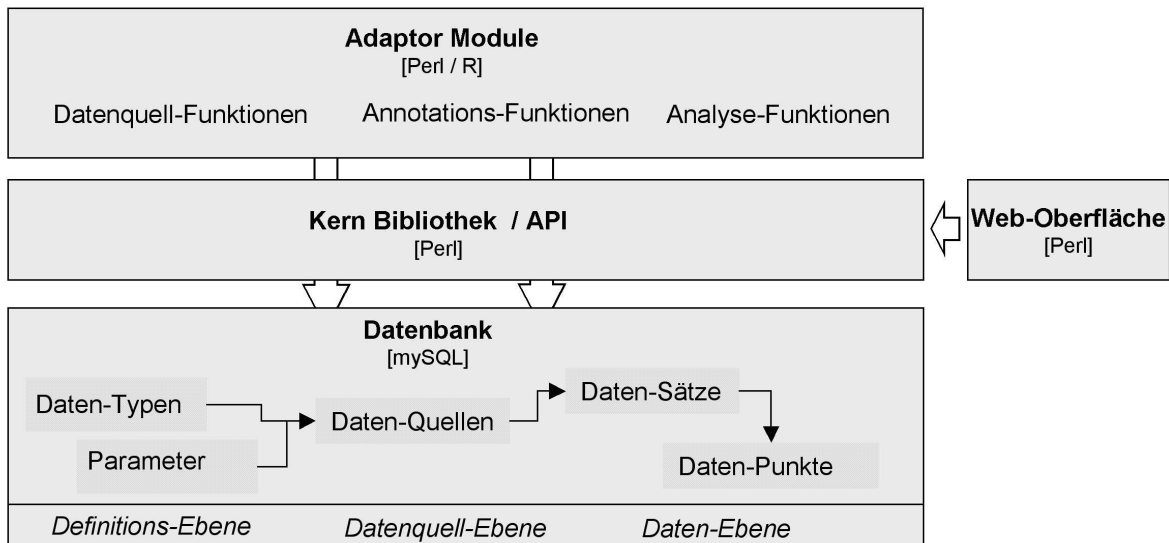 Adaptor Module
[Perl / R]
Datenquell-Funktionen Annotations-Funktionen Analyse-Funktionen
Kern Bibliothek / API
[Perl]
Web-Oberfläche
[Perl]
Datenbank
[mySQL]
Daten-Typen
Parameter
Daten-Quellen
Daten-Sätze
Daten-Punkte
Definitions-Ebene Datenquell-Ebene Daten-Ebene